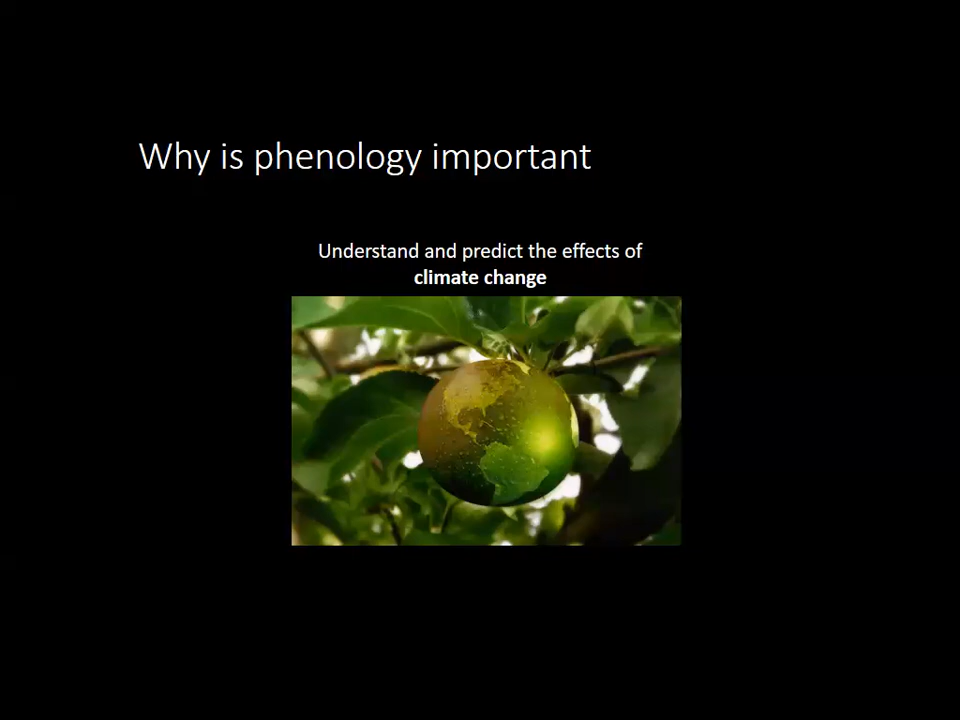 Why is phenology important
Understand and predict the effects of
climate change